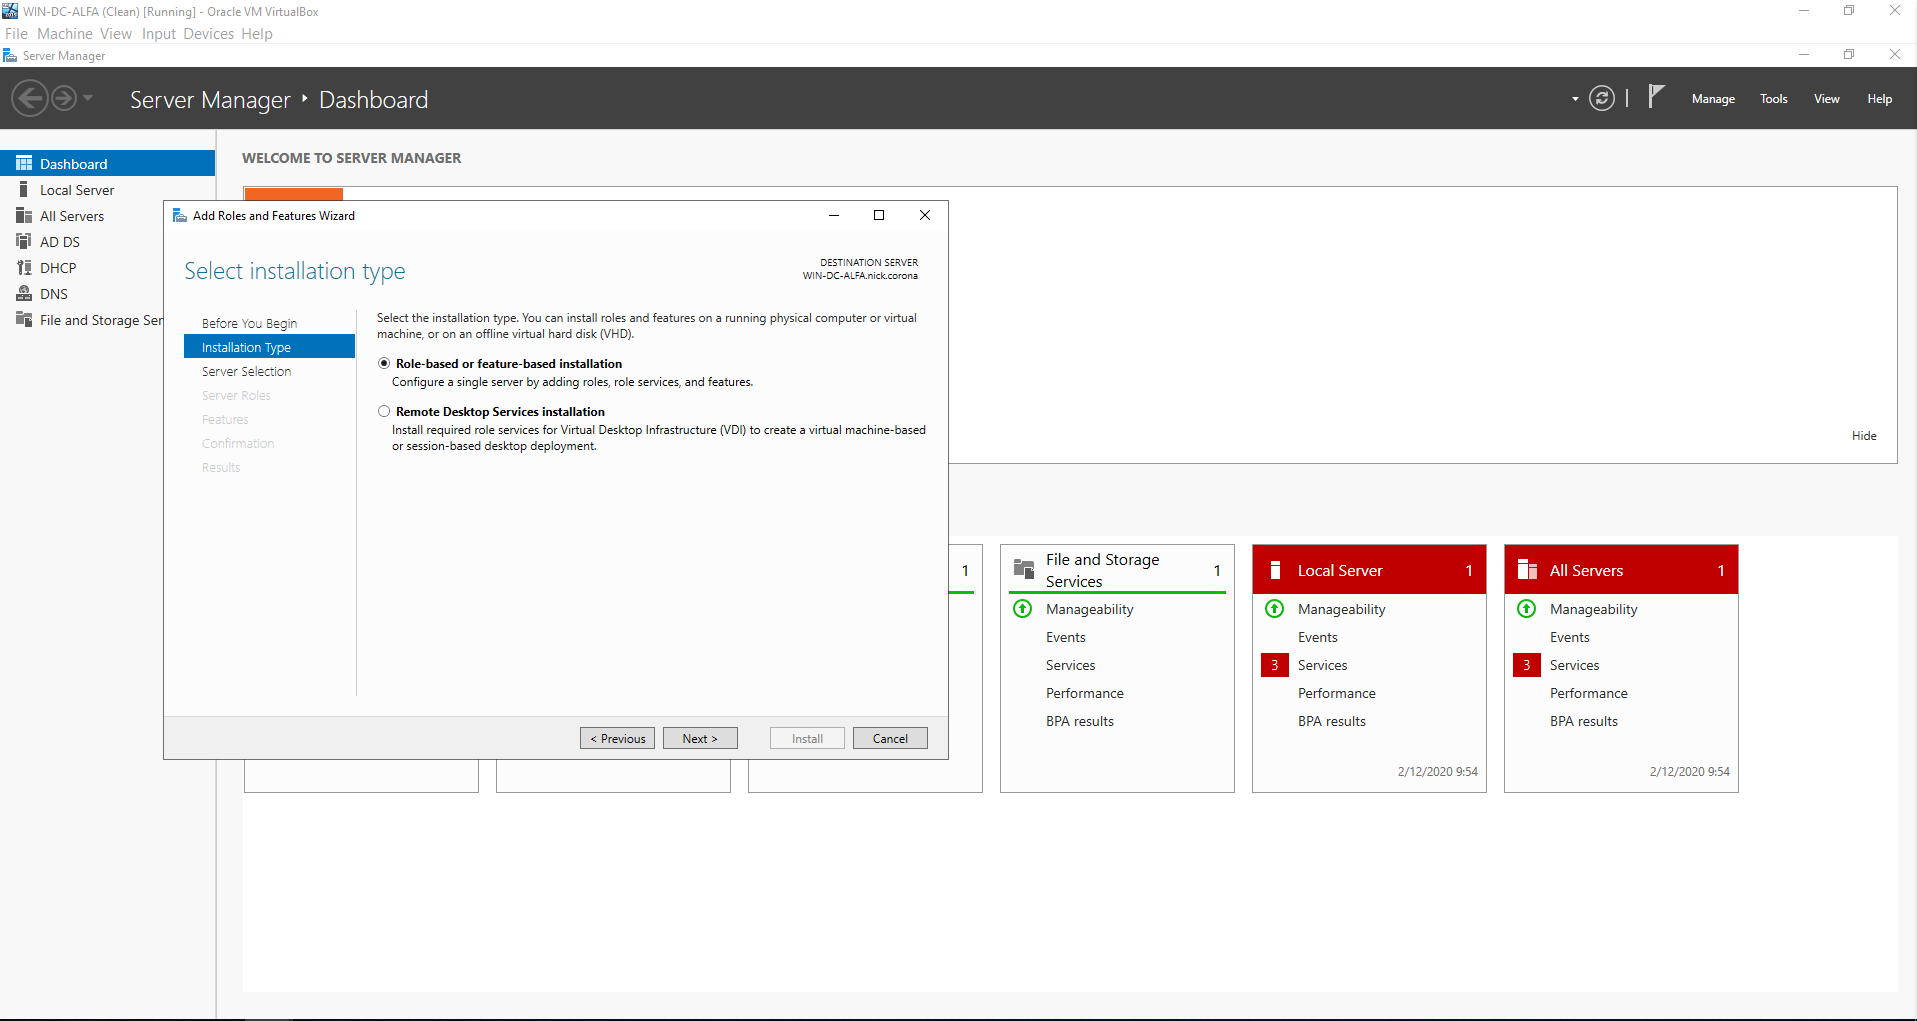 WIN-DC-ALFA (Clean) [Running] - Oracle VM VirtualBox
File Machine View Input Devices Help
Server Manager
Server Manager ‣ Dashboard
Manage Tools View Help
Dashboard
Local Server
All Servers
AD DS
DHCP
DNS
File and Storage Ser
WELCOME TO SERVER MANAGER
Add Roles and Features Wizard
Select installation type
DESTINATION SERVER
WIN-DC-ALFA.nick.corona
Before You Begin
Installation Type
Server Selection
Server Roles
Features
Confirmation
Results
Select the installation type. You can install roles and features on a running physical computer or virtual
machine, or on an offline virtual hard disk (VHD).
Role-based or feature-based installation
Configure a single server by adding roles, role services, and features.
Remote Desktop Services installation
Install required role services for Virtual Desktop Infrastructure (VDI) to create a virtual machine-based
or session-based desktop deployment.
< Previous Next > Install Cancel
Hide
1
File and Storage
Services
1
Manageability
Events
Services
Performance
BPA results
Local Server 1
Manageability
Events
3 Services
Performance
BPA results
2/12/2020 9:54
All Servers 1
Manageability
Events
3 Services
Performance
BPA results
2/12/2020 9:54